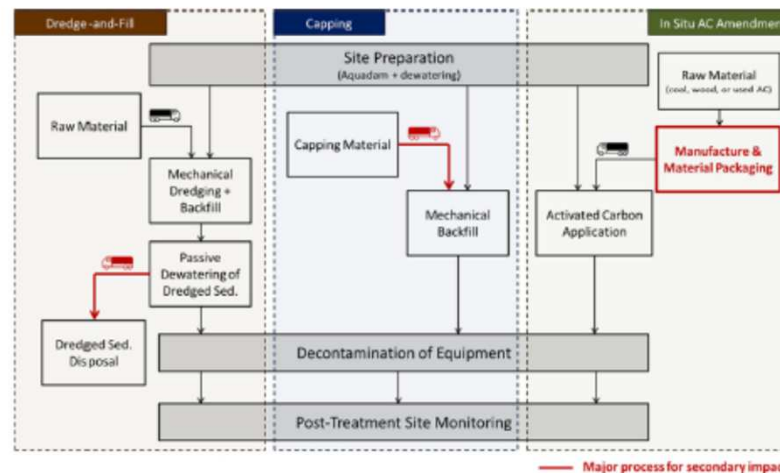 Dredge-and-Fill
Capping
In Situ AC Amendmen
Site Preparation
(Aquadam + dewatering)
Raw Material
(coal, wood, or used AC)
Raw Material
Capping Material
Manufacture &
Material Packaging
Mechanical
Dredging +
Backfill
Mechanical
Backfill
Activated Carbon
Application
Passive
Dewatering of
Dredged Sed.
Dredged Sed.
Disposal
Decontamination of Equipment
Post-Treatment Site Monitoring
Major process for secondary impa